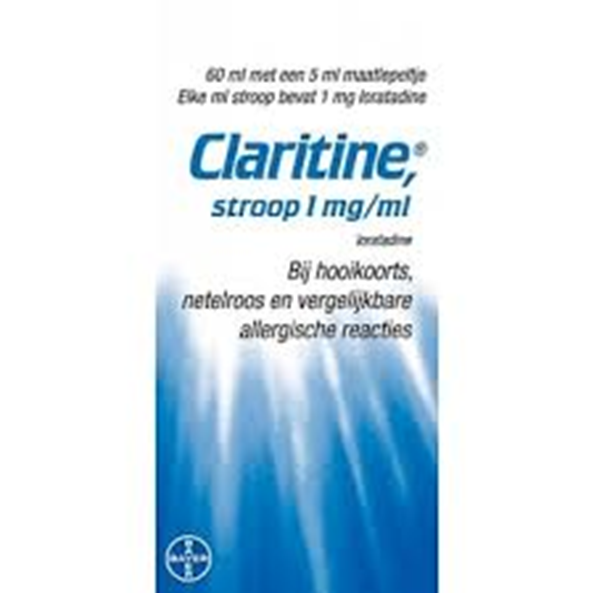 60 ml met een 5 ml maatlepeltje
Elke ml stroop bevat 1 mg loratadine
Claritine,®
stroop 1 mg/ml
loratadine
Bij hooikoorts,
netelroos en vergelijkbare
allergische reacties
BAYER